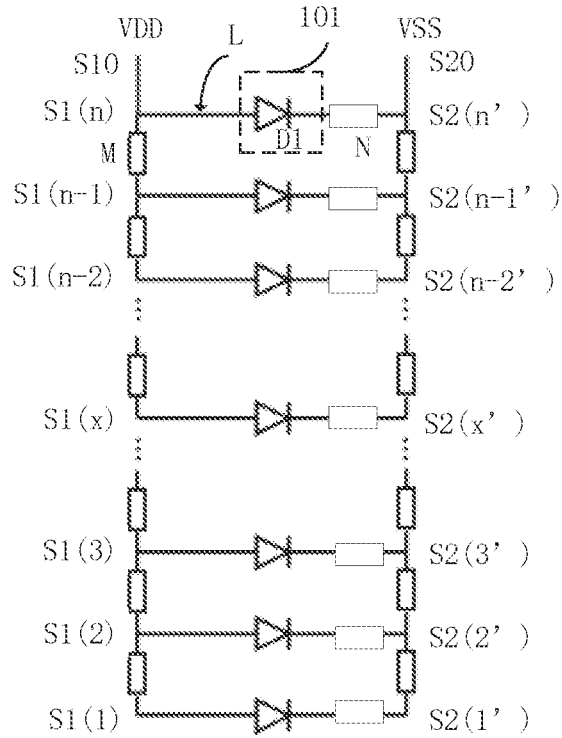 101
VDD
VSS
S10
L
S20
S1(n)
D1
S2(n’)
M
N
S1(n-1)
S2(n-1’)
S1(n-2)
S2(n-2’)
S1(x)
S2(x’)
S1(3)
S2(3’)
S1(2)
S2(2’)
S1(1)
S2(1’)